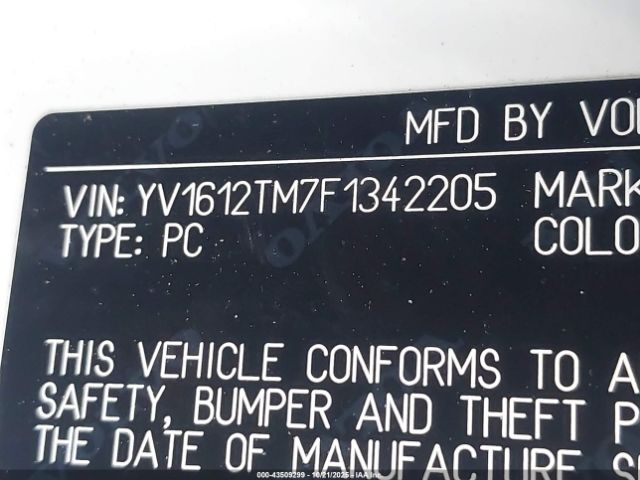 MFD BY VOL
VIN: YV1612TM7F1342205 MARK
TYPE: PC COLO
THIS VEHICLE CONFORMS TO A
SAFETY, BUMPER AND THEFT P
THE DATE OF MANUFACTURE S
000-43509299 - 10/21/2025 - IAA Inc.